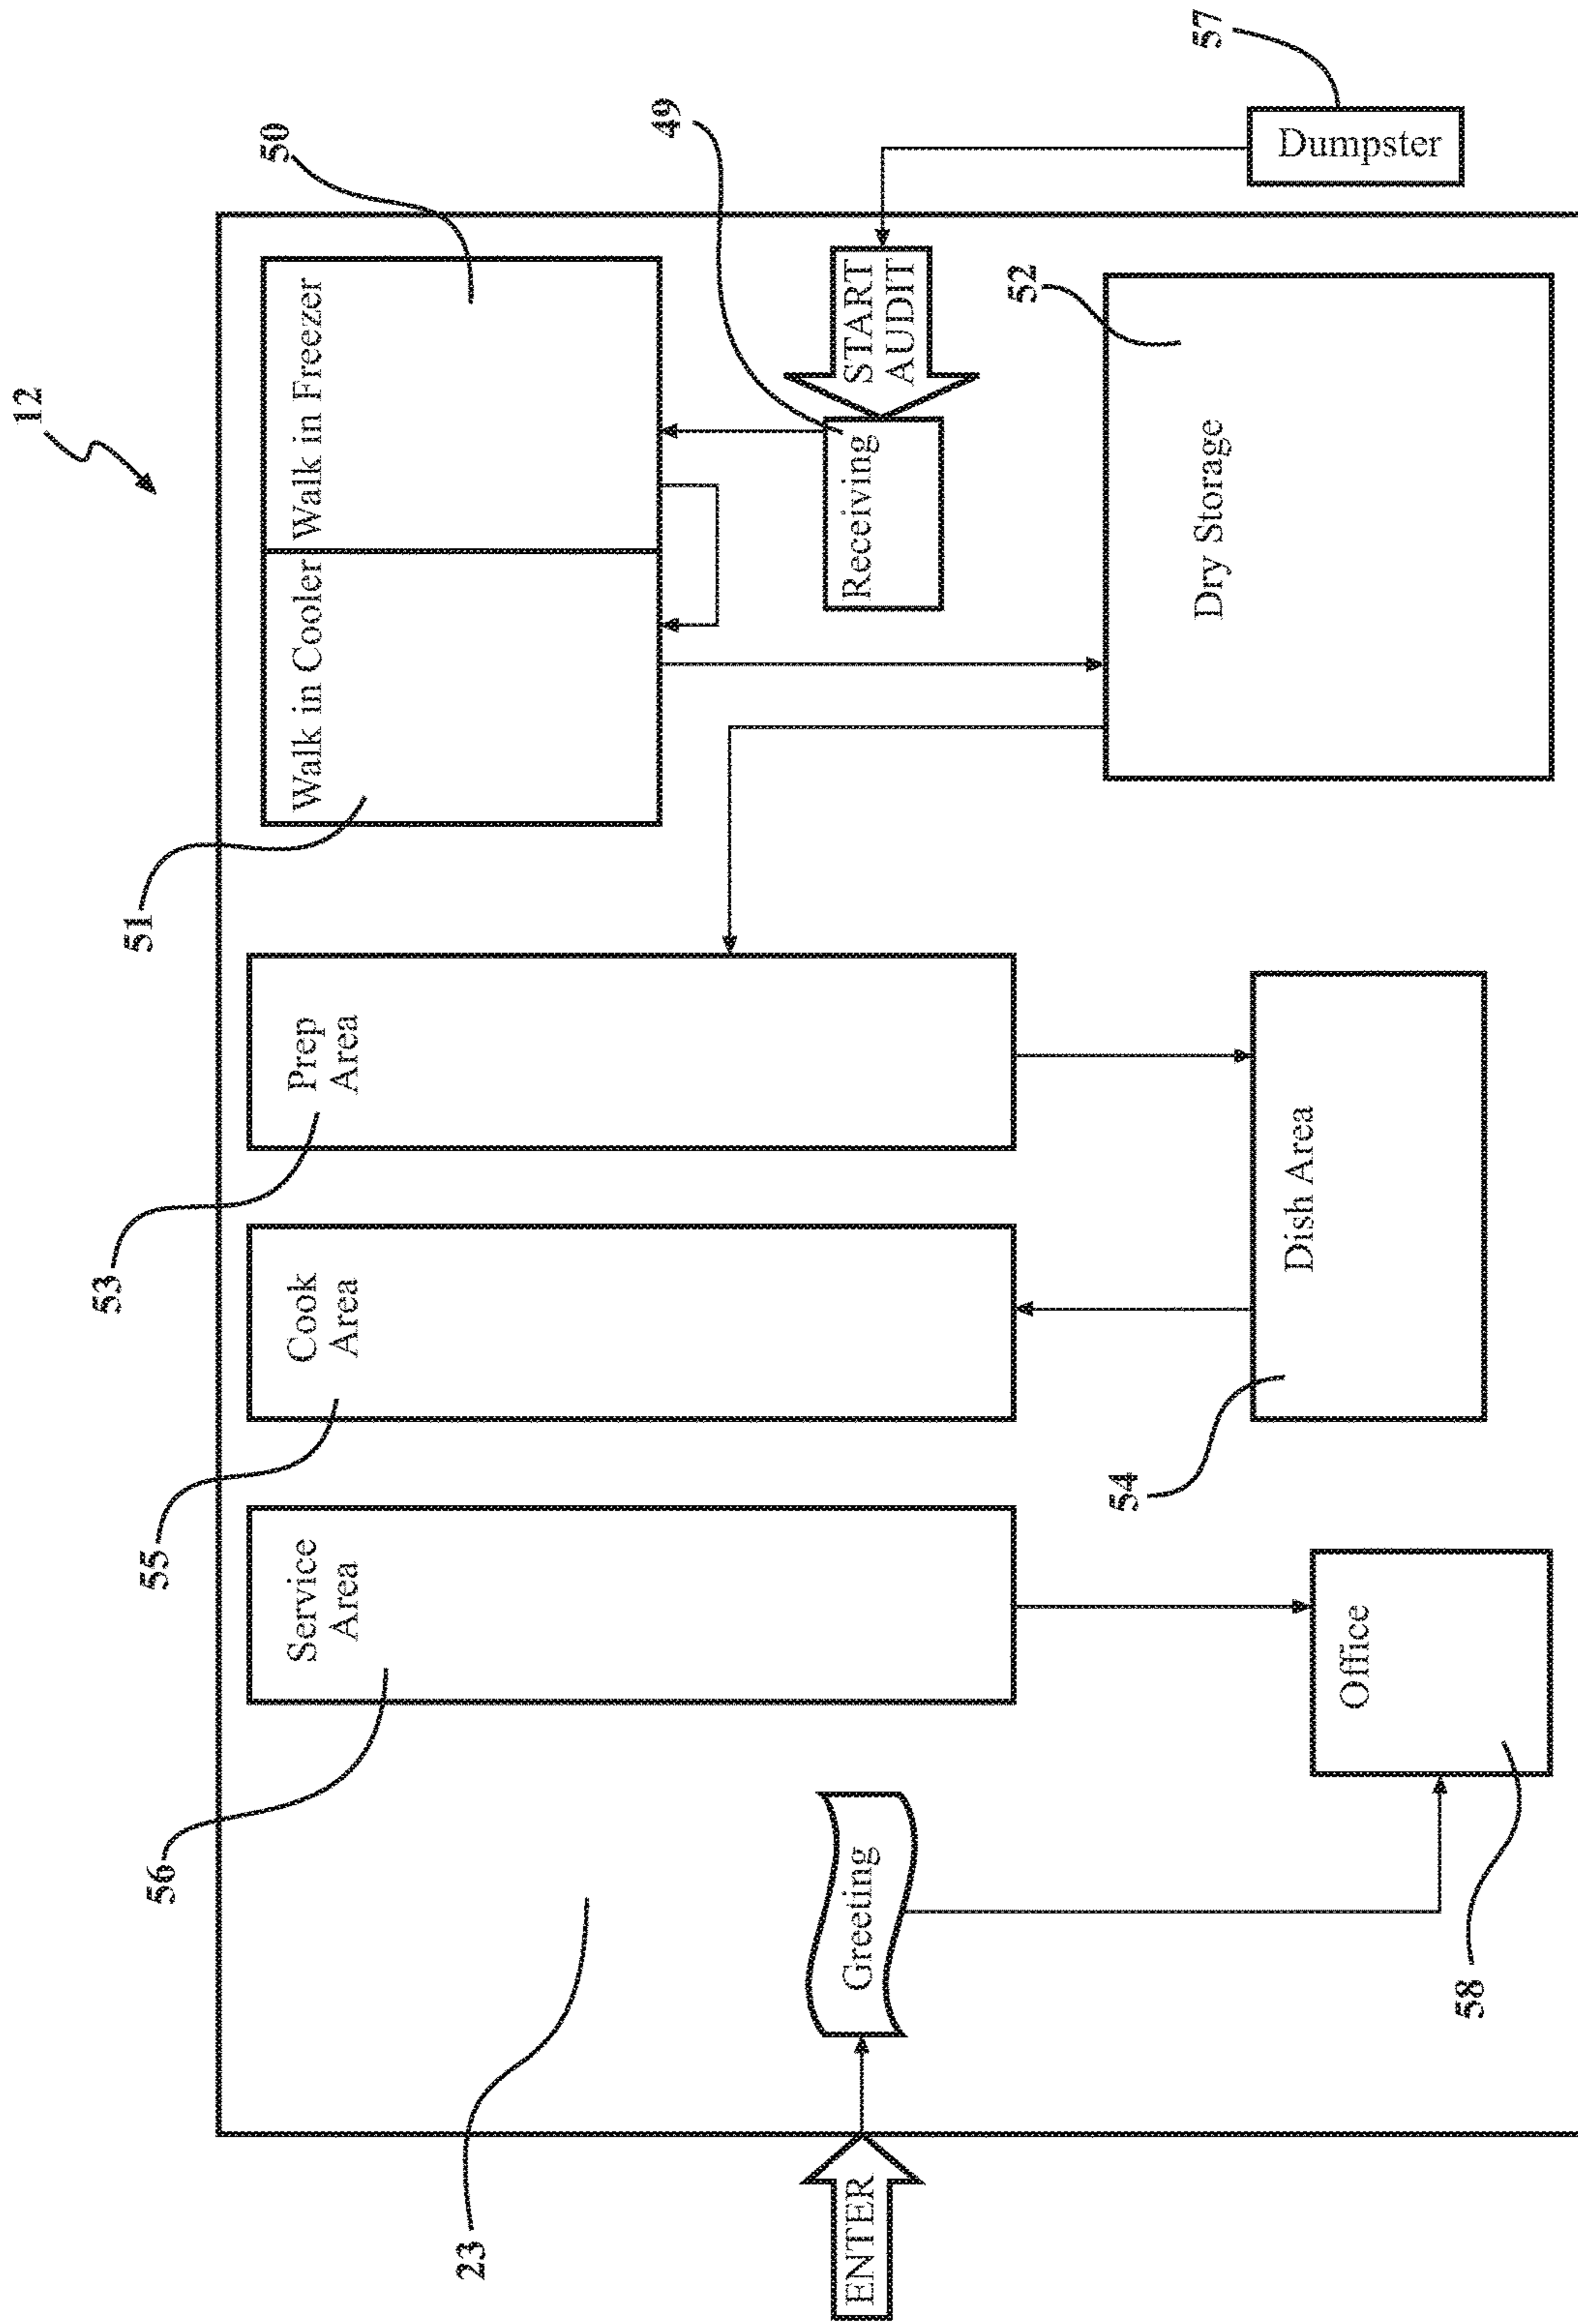 12
57
Dumpster
50
49
Walk in Freezer
START
AUDIT
52
Walk in Cooler
Receiving
Dry Storage
51
Prep
Area
53
Dish Area
Cook
Area
55
54
Service
Area
56
Office
58
Greeting
23
ENTER